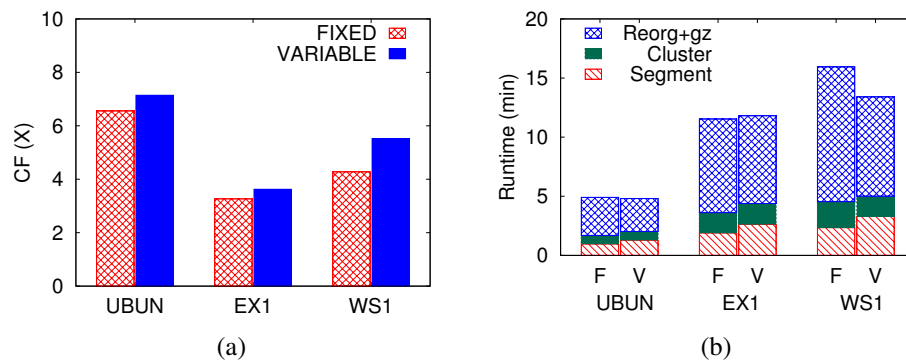 10
8
6
4
2
0
CF (X)
FIXED
VARIABLE
UBUN EX1 WS1
(a)
20
15
10
5
0
Runtime (min)
Reorg+gz
Cluster
Segment
F V F V F V
UBUN EX1 WS1
(b)